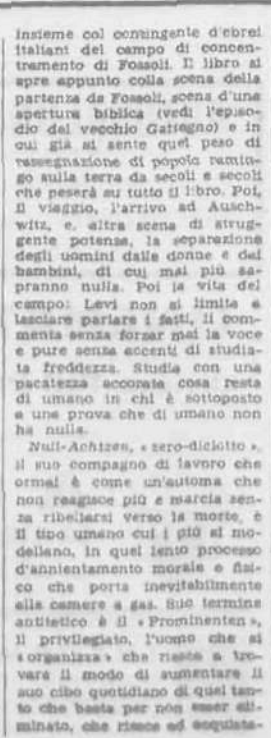 insieme col contingente d'ebrei
italiani del campo di concen-
tramento di Fossoli. Il libro si
apre appunto colla scena della
partenza da Fossoli, scena d'una
apertura biblica (vedi l'episo-
dio del vecchio Gattegno) e in
cui già si sente quel peso di
rassegnazione di popolo ramin-
go sulla terra da secoli e secoli
che peserà su tutto il libro. Poi,
il viaggio, l'arrivo adAusch-
witz, e, altra scena di strug-
gente potenza, la separazione
degli uomini dalle donne e dai
bambini, di cui mai più sa-
pranno nulla. Poi la vita del
campo: Levi non si limita a
lasciare parlare i fatti, li com-
menta senza forzar mai la voce
e pure senza accenti di studia-
ta freddezza. Studia con una
pacatezza accorata cosa resta
di umano in chi è sottoposto
a una prova che di umano non
ha nulla.
Null-Achtzen, « zero-diciotto »,
il suo compagno di lavoro che
ormai è come un'automa che
non reagisce più e marcia sen-
za ribellarsi verso la morte, è
il tipo umano cui i più si mo-
dellano, in quel lento processo
d'annientamento morale e fisi-
co che porta inevitabilmente
alle camere a gas. Suo termine
antitetico è il « Prominenten »,
il privilegiato, l'uomo che si
« organizza » che riesce a tro-
vare il modo di aumentare il
suo cibo quotidiano di quel tan-
to che basta per non esser eli-
minato, che riesce ad acquista-